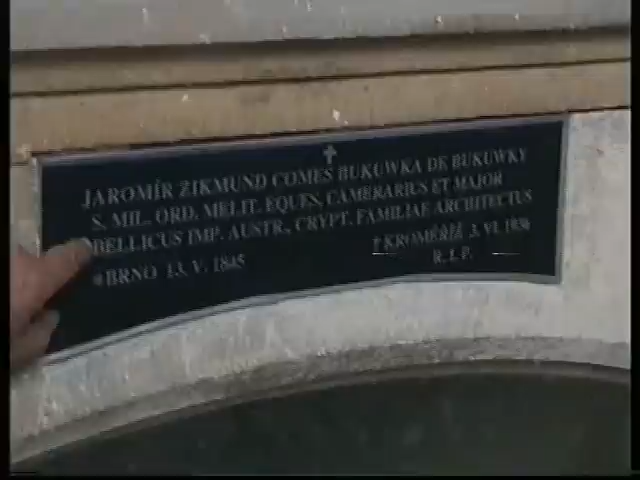 JAROMÍR ZIKMUND COMES BUKUWKA DE BUKUWKY
S. MIL. ORD. MELIT. EQUES, CAMERARIUS ET MAJOR
BELLICUS IMP. AUSTR., CRYPT. FAMILIAE ARCHITECTUS
*BRNO 13. V. 1845
† KROMĚŘÍŽ 3. VI. 1936
R. I. P.